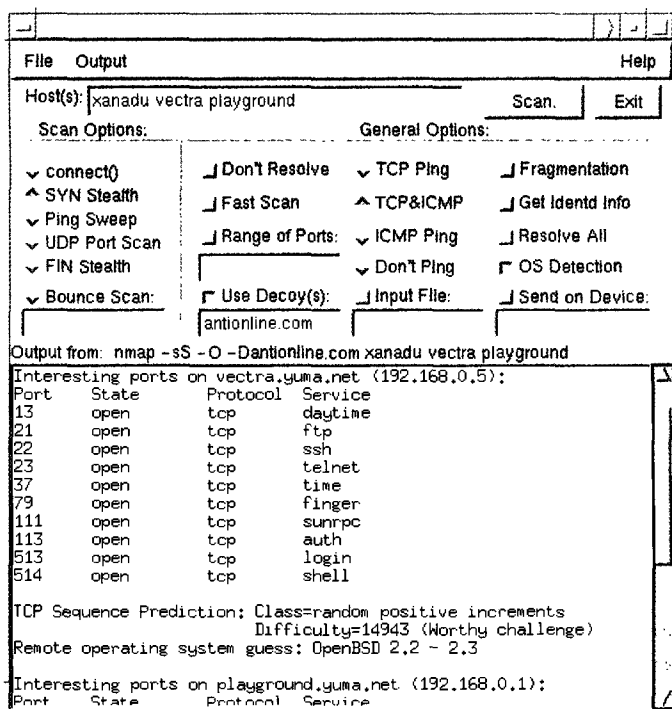 File Output Help
Host(s): xanadu vectra playground Scan. Exit
Scan Options: General Options:
connect() Don't Resolve TCP Ping Fragmentation
SYN Stealth Fast Scan TCP&ICMP Get Identd Info
Ping Sweep
UDP Port Scan Range of Ports: ICMP Ping Resolve All
FIN Stealth Don't Ping OS Detection
Bounce Scan: Use Decoy(s): Input File: Send on Device:
antionline.com
Output from: nmap -sS -O -Dantionline.com xanadu vectra playground
Interesting ports on vectra.yuma.net (192.168.0.5):
Port State Protocol Service
13 open tcp daytime
21 open tcp ftp
22 open tcp ssh
23 open tcp telnet
37 open tcp time
79 open tcp finger
111 open tcp sunrpc
113 open tcp auth
513 open tcp login
514 open tcp shell
TCP Sequence Prediction: Class=random positive increments
Difficulty=14943 (Worthy challenge)
Remote operating system guess: OpenBSD 2.2 - 2.3
Interesting ports on playground.yuma.net (192.168.0.1):
Port State Protocol Service